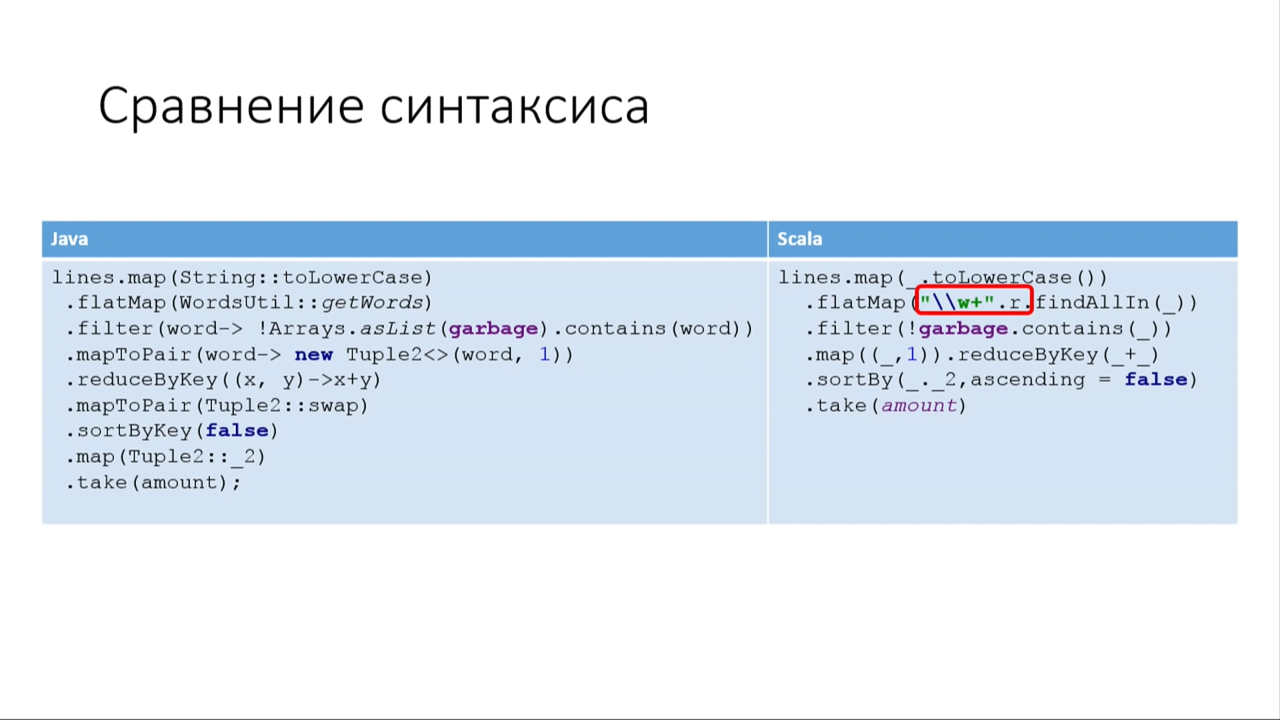 Сравнение синтаксиса
Java
lines.map(String::toLowerCase)
.flatMap(WordsUtil::getWords)
.filter(word-> !Arrays.asList(garbage).contains(word))
.mapToPair(word-> new Tuple2<>(word, 1))
.reduceByKey((x, y)->x+y)
.mapToPair(Tuple2::swap)
.sortByKey(false)
.map(Tuple2::_2)
.take(amount);
Scala
lines.map(_.toLowerCase())
.flatMap("\\w+".r.findAllIn(_))
.filter(!garbage.contains(_))
.map((_,1)).reduceByKey(_+_)
.sortBy(_._2,ascending = false)
.take(amount)